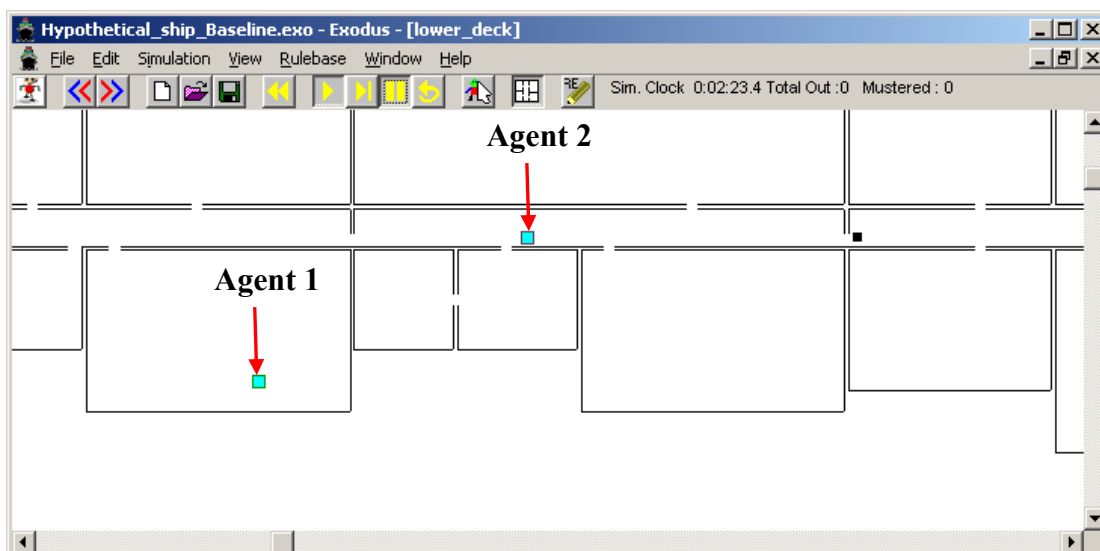 Hypothetical_ship_Baseline.exo - Exodus - [lower_deck]
File Edit Simulation View Rulebase Window Help
RE Sim. Clock 0:02:23.4 Total Out :0 Mustered : 0
Agent 2
Agent 1